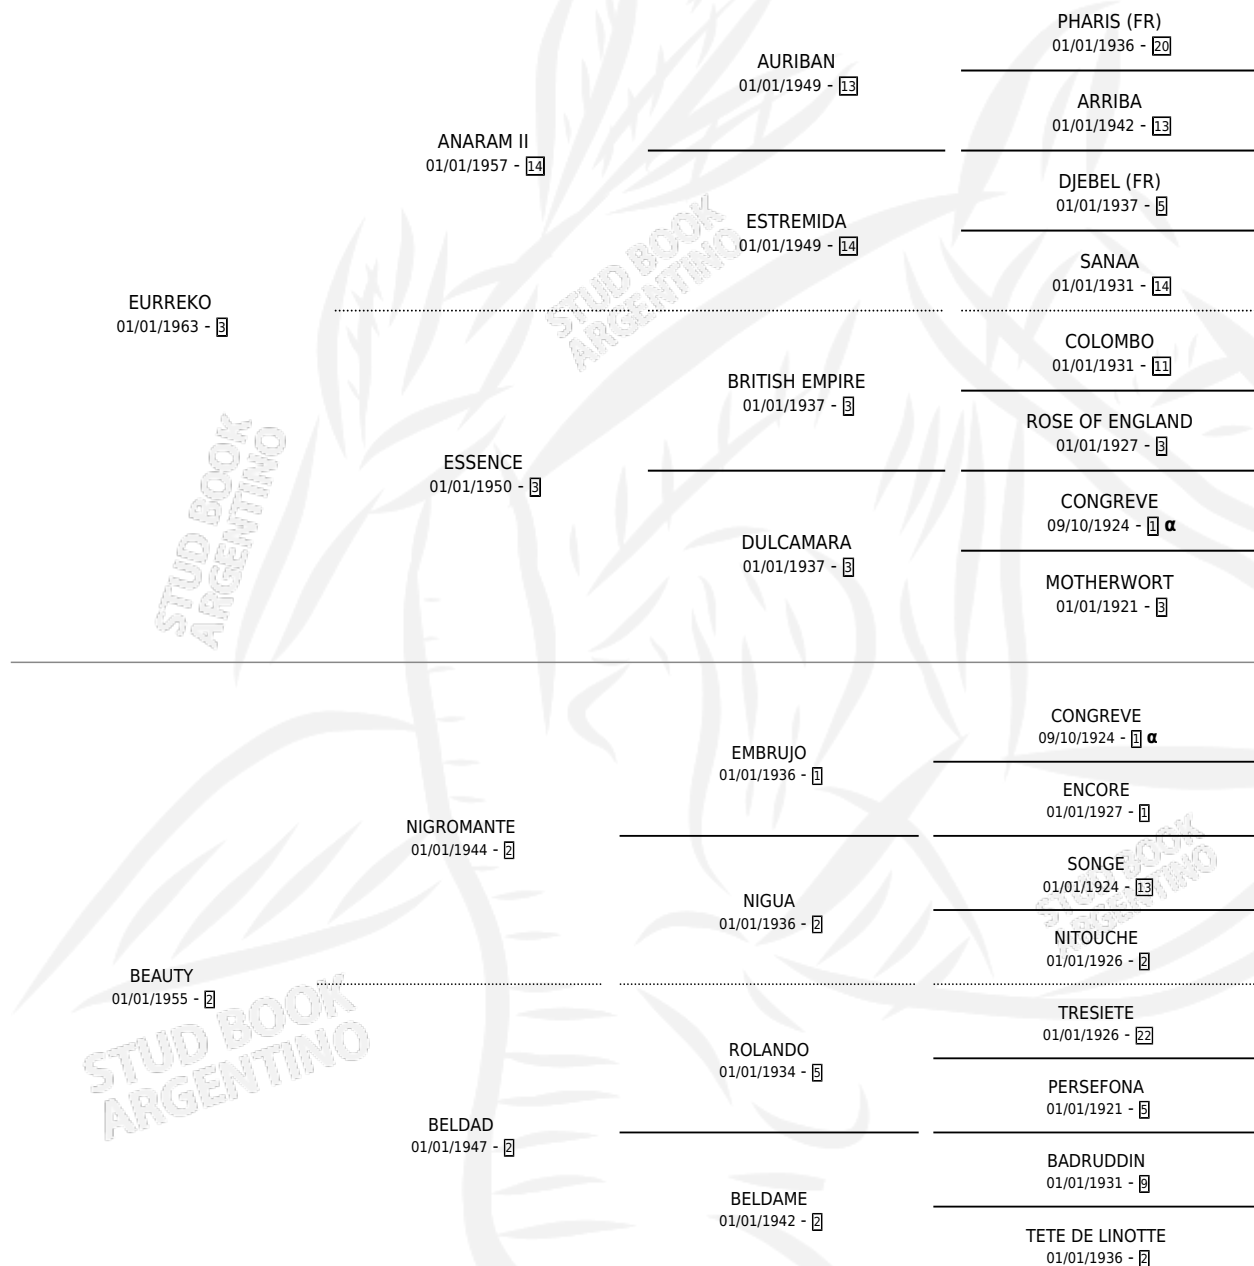 PHARIS (FR)
01/01/1936 - 20
AURIBAN
01/01/1949 - 13
ARRIBA
01/01/1942 - 13
ANARAM II
01/01/1957 - 14
DJEBEL (FR)
01/01/1937 - 5
ESTREMIDA
01/01/1949 - 14
SANAA
01/01/1931 - 14
EURREKO
01/01/1963 - 3
COLOMBO
01/01/1931 - 11
BRITISH EMPIRE
01/01/1937 - 3
ROSE OF ENGLAND
01/01/1927 - 3
ESSENCE
01/01/1950 - 3
CONGREVE
09/10/1924 - 1 α
DULCAMARA
01/01/1937 - 3
MOTHERWORT
01/01/1921 - 3
CONGREVE
09/10/1924 - 1 α
EMBRUJO
01/01/1936 - 1
ENCORE
01/01/1927 - 1
NIGROMANTE
01/01/1944 - 2
SONGE
01/01/1924 - 13
NIGUA
01/01/1936 - 2
NITOUCHE
01/01/1926 - 2
BEAUTY
01/01/1955 - 2
TRESIETE
01/01/1926 - 22
ROLANDO
01/01/1934 - 5
PERSEFONA
01/01/1921 - 5
BELDAD
01/01/1947 - 2
BADRUDDIN
01/01/1931 - 9
BELDAME
01/01/1942 - 2
TETE DE LINOTTE
01/01/1936 - 2
STUD BOOK
ARGENTINO
STUD BOOK
ARGENTINO
STUD BOOK
ARGENTINO
STUD BOOK
ARGENTINO